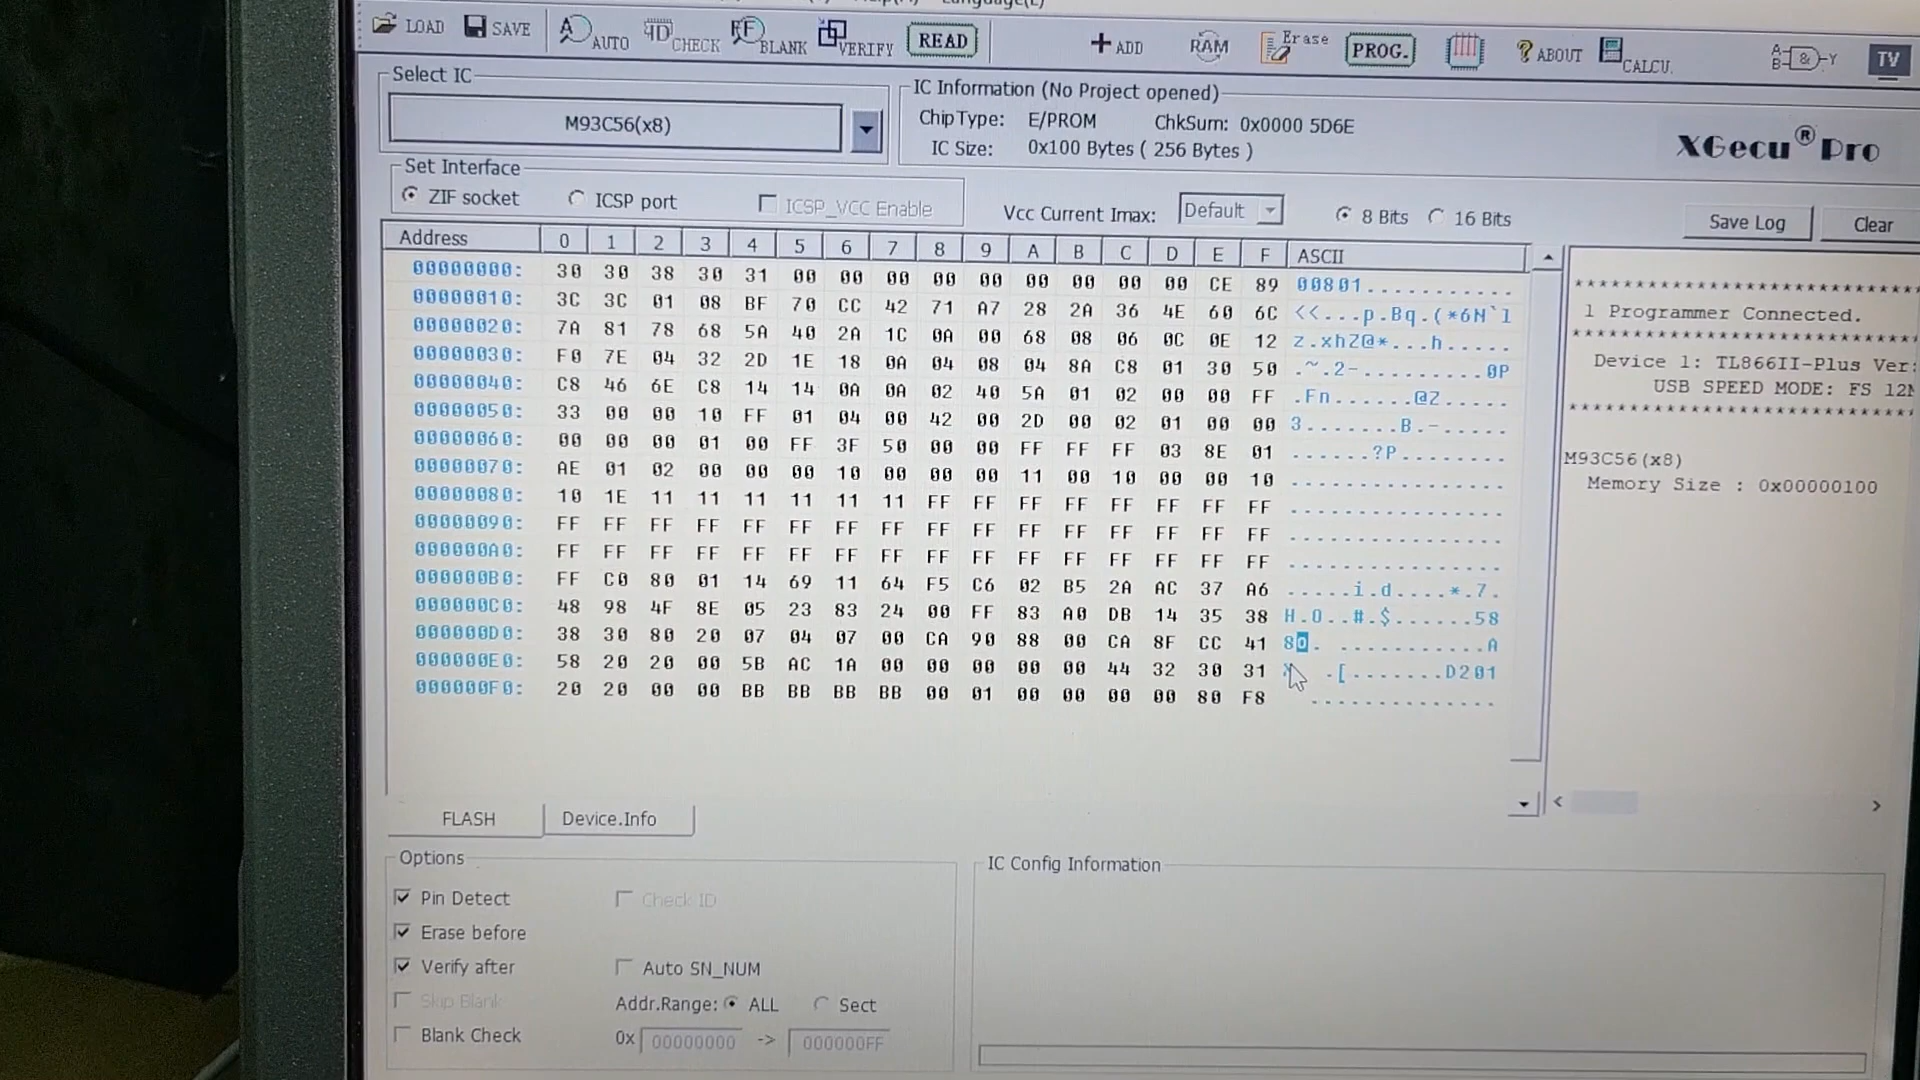 LOAD SAVE AUTO CHECK BLANK VERIFY READ ADD RAM Erase PROG. ABOUT CALCU. TV
Select IC
M93C56(x8)
IC Information (No Project opened)
ChipType: E/PROM ChkSum: 0x0000 5D6E
IC Size: 0x100 Bytes ( 256 Bytes )
XGecu® Pro
Set Interface
ZIF socket ICSP port ICSP_VCC Enable
Vcc Current Imax: Default 8 Bits 16 Bits
Save Log Clear
Address 0 1 2 3 4 5 6 7 8 9 A B C D E F ASCII
00000000: 30 30 38 30 31 00 00 00 00 00 00 00 00 00 CE 89 00801...........
00000010: 3C 3C 01 08 BF 70 CC 42 71 A7 28 2A 36 4E 60 6C <<...p.Bq.(*6N`l
00000020: 7A 81 78 68 5A 40 2A 1C 0A 00 68 08 06 0C 0E 12 z.xhZ@*...h.....
00000030: F0 7E 04 32 2D 1E 18 0A 04 08 04 8A C8 01 30 50 .~.2-.........0P
00000040: C8 46 6E C8 14 14 0A 0A 02 40 5A 01 02 00 00 FF .Fn......@Z.....
00000050: 33 00 00 10 FF 01 04 00 42 00 2D 00 02 01 00 00 3.......B.-.....
00000060: 00 00 00 01 00 FF 3F 50 00 00 FF FF FF 03 8E 01 ......?P........
00000070: AE 01 02 00 00 00 10 00 00 00 11 00 10 00 00 10 ................
00000080: 10 1E 11 11 11 11 11 11 FF FF FF FF FF FF FF FF ................
00000090: FF FF FF FF FF FF FF FF FF FF FF FF FF FF FF FF ................
000000A0: FF FF FF FF FF FF FF FF FF FF FF FF FF FF FF FF ................
000000B0: FF C0 80 01 14 69 11 64 F5 C6 02 B5 2A AC 37 A6 .....i.d....*.7.
000000C0: 48 98 4F 8E 05 23 83 24 00 FF 83 A0 DB 14 35 38 H.O..#.$......58
000000D0: 38 30 80 20 07 04 07 00 CA 90 88 00 CA 8F CC 41 80. ...........A
000000E0: 58 20 20 00 5B AC 1A 00 00 00 00 00 44 32 30 31 X  .[.......D201
000000F0: 20 20 00 00 BB BB BB BB 00 01 00 00 00 00 80 F8 ..............
********************************
1 Programmer Connected.
********************************
Device 1: TL866II-Plus Ver:
USB SPEED MODE: FS 12M
********************************
M93C56(x8)
Memory Size : 0x00000100
FLASH Device.Info
Options
Pin Detect Check ID
Erase before
Verify after Auto SN_NUM
Skip Blank Addr.Range: ALL Sect
Blank Check 0x 00000000 -> 000000FF
IC Config Information